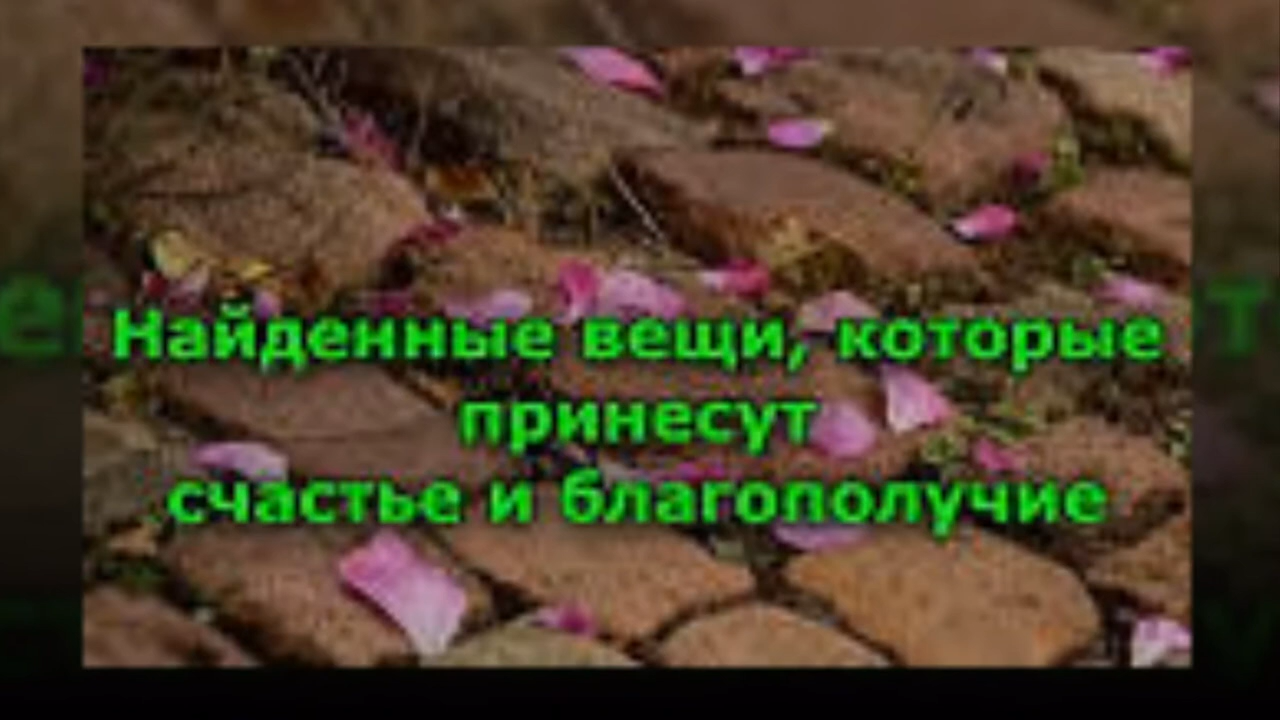 Найденные вещи, которые
принесут
счастье и благополучие